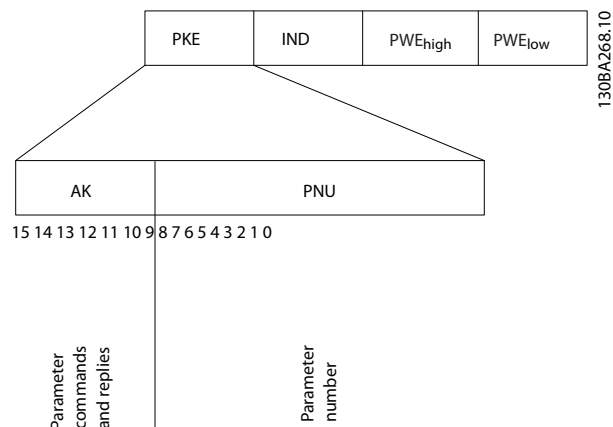 PKE IND PWEhigh PWElow
130BA268.10
AK PNU
15 14 13 12 11 10 9 8 7 6 5 4 3 2 1 0
Parameter
commands
and replies
Parameter
number